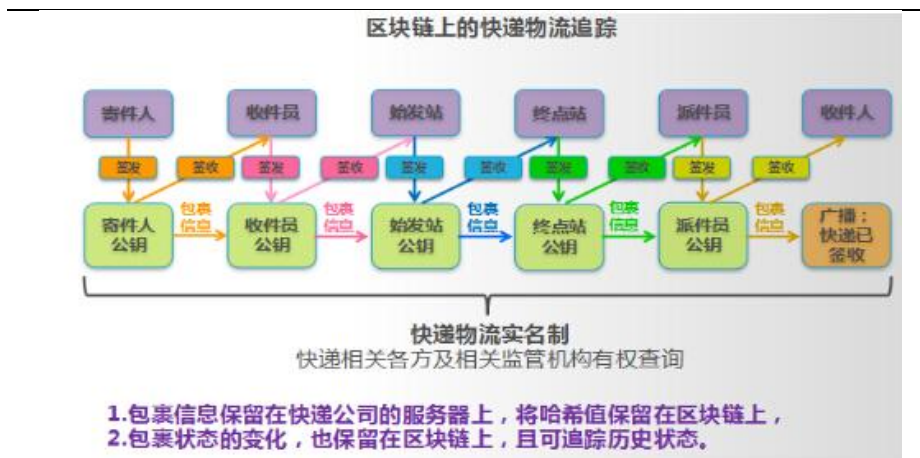 区块链上的快递物流追踪
寄件人 收件员 始发站 终点站 派件员 收件人
签发 签收 签发 签收 签发 签收 签发 签收 签发 签收
包裹 包裹 包裹 包裹 包裹
信息 信息 信息 信息 信息
寄件人 收件员 始发站 终点站 派件员 广播：
公钥 公钥 公钥 公钥 公钥 快递已
签收
快递物流实名制
快递相关各方及相关监管机构有权查询
1.包裹信息保留在快递公司的服务器上，将哈希值保留在区块链上，
2.包裹状态的变化，也保留在区块链上，且可追踪历史状态。